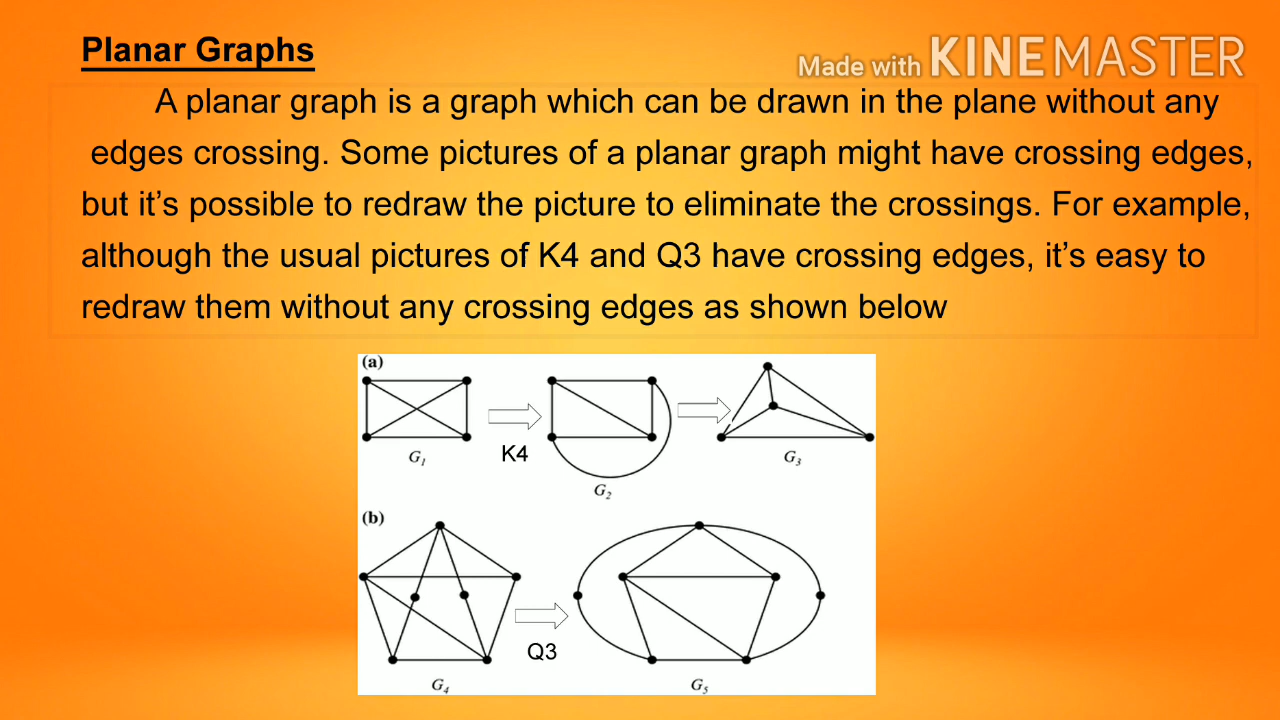 Planar Graphs
Made with KINEMASTER
A planar graph is a graph which can be drawn in the plane without any
edges crossing. Some pictures of a planar graph might have crossing edges,
but it’s possible to redraw the picture to eliminate the crossings. For example,
although the usual pictures of K4 and Q3 have crossing edges, it’s easy to
redraw them without any crossing edges as shown below
(a)
G₁
K4
G₂
G₃
(b)
G₄
Q3
G₅